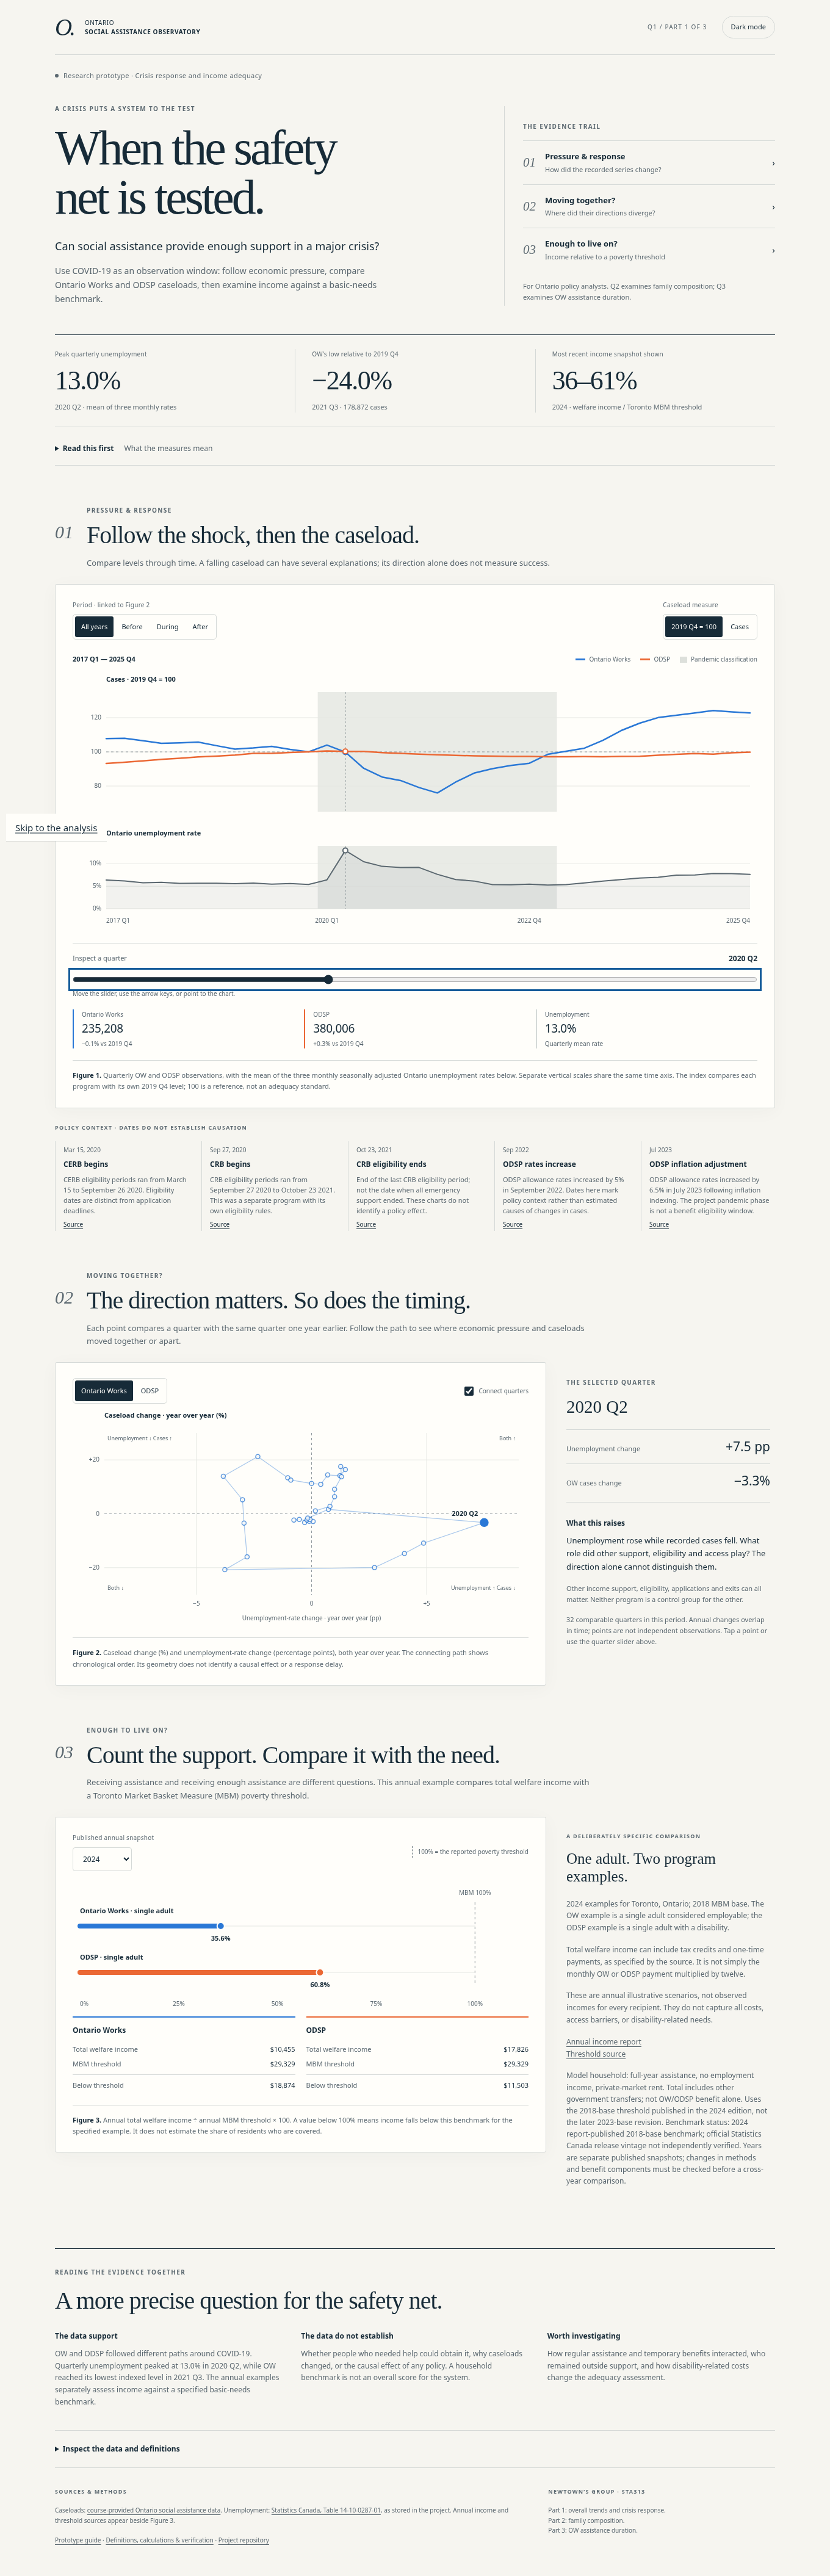 O.
ONTARIO
SOCIAL ASSISTANCE OBSERVATORY
Q1 / PART 1 OF 3
Dark mode
Research prototype · Crisis response and income adequacy
A CRISIS PUTS A SYSTEM TO THE TEST
When the safety
net is tested.
Can social assistance provide enough support in a major crisis?
Use COVID-19 as an observation window: follow economic pressure, compare
Ontario Works and ODSP caseloads, then examine income against a basic-needs
benchmark.
THE EVIDENCE TRAIL
01
Pressure & response
How did the recorded series change?
›
02
Moving together?
Where did their directions diverge?
›
03
Enough to live on?
Income relative to a poverty threshold
›
For Ontario policy analysts. Q2 examines family composition; Q3
examines OW assistance duration.
Peak quarterly unemployment
13.0%
2020 Q2 · mean of three monthly rates
OW's low relative to 2019 Q4
−24.0%
2021 Q3 · 178,872 cases
Most recent income snapshot shown
36–61%
2024 · welfare income / Toronto MBM threshold
▶ Read this first What the measures mean
PRESSURE & RESPONSE
01 Follow the shock, then the caseload.
Compare levels through time. A falling caseload can have several explanations; its direction alone does not measure success.
Period · linked to Figure 2
All years Before During After
Caseload measure
2019 Q4 = 100 Cases
2017 Q1 — 2025 Q4
Ontario Works ODSP Pandemic classification
Cases · 2019 Q4 = 100
120
100
80
Skip to the analysis
Ontario unemployment rate
10%
5%
0%
2017 Q1 2020 Q1 2022 Q4 2025 Q4
Inspect a quarter
2020 Q2
Move the slider, use the arrow keys, or point to the chart.
Ontario Works
235,208
−0.1% vs 2019 Q4
ODSP
380,006
+0.3% vs 2019 Q4
Unemployment
13.0%
Quarterly mean rate
Figure 1. Quarterly OW and ODSP observations, with the mean of the three monthly seasonally adjusted Ontario unemployment rates below. Separate vertical scales share the same time axis. The index compares each
program with its own 2019 Q4 level; 100 is a reference, not an adequacy standard.
POLICY CONTEXT · DATES DO NOT ESTABLISH CAUSATION
Mar 15, 2020
CERB begins
CERB eligibility periods ran from March
15 to September 26 2020. Eligibility
dates are distinct from application
deadlines.
Source
Sep 27, 2020
CRB begins
CRB eligibility periods ran from
September 27 2020 to October 23 2021.
This was a separate program with its
own eligibility rules.
Source
Oct 23, 2021
CRB eligibility ends
End of the last CRB eligibility period;
not the date when all emergency
support ended. These charts do not
identify a policy effect.
Source
Sep 2022
ODSP rates increase
ODSP allowance rates increased by 5%
in September 2022. Dates here mark
policy context rather than estimated
causes of changes in cases.
Source
Jul 2023
ODSP inflation adjustment
ODSP allowance rates increased by
6.5% in July 2023 following inflation
indexing. The project pandemic phase
is not a benefit eligibility window.
Source
MOVING TOGETHER?
02 The direction matters. So does the timing.
Each point compares a quarter with the same quarter one year earlier. Follow the path to see where economic pressure and caseloads
moved together or apart.
Ontario Works ODSP
Connect quarters
Caseload change · year over year (%)
Unemployment ↓ Cases ↑
Both ↑
+20
0
2020 Q2
−20
Both ↓
Unemployment ↑ Cases ↓
−5 0 +5
Unemployment-rate change · year over year (pp)
Figure 2. Caseload change (%) and unemployment-rate change (percentage points), both year over year. The connecting path shows
chronological order. Its geometry does not identify a causal effect or a response delay.
THE SELECTED QUARTER
2020 Q2
Unemployment change
+7.5 pp
OW cases change
−3.3%
What this raises
Unemployment rose while recorded cases fell. What
role did other support, eligibility and access play? The
direction alone cannot distinguish them.
Other income support, eligibility, applications and exits can all
matter. Neither program is a control group for the other.
32 comparable quarters in this period. Annual changes overlap
in time; points are not independent observations. Tap a point or
use the quarter slider above.
ENOUGH TO LIVE ON?
03 Count the support. Compare it with the need.
Receiving assistance and receiving enough assistance are different questions. This annual example compares total welfare income with
a Toronto Market Basket Measure (MBM) poverty threshold.
Published annual snapshot
2024
100% = the reported poverty threshold
MBM 100%
Ontario Works · single adult
35.6%
ODSP · single adult
60.8%
0% 25% 50% 75% 100%
Ontario Works
Total welfare income $10,455
MBM threshold $29,329
Below threshold $18,874
ODSP
Total welfare income $17,826
MBM threshold $29,329
Below threshold $11,503
Figure 3. Annual total welfare income ÷ annual MBM threshold × 100. A value below 100% means income falls below this benchmark for the
specified example. It does not estimate the share of residents who are covered.
A DELIBERATELY SPECIFIC COMPARISON
One adult. Two program
examples.
2024 examples for Toronto, Ontario; 2018 MBM base. The
OW example is a single adult considered employable; the
ODSP example is a single adult with a disability.
Total welfare income can include tax credits and one-time
payments, as specified by the source. It is not simply the
monthly OW or ODSP payment multiplied by twelve.
These are annual illustrative scenarios, not observed
incomes for every recipient. They do not capture all costs,
access barriers, or disability-related needs.
Annual income report
Threshold source
Model household: full-year assistance, no employment
income, private-market rent. Total includes other
government transfers; not OW/ODSP benefit alone. Uses
the 2018-base threshold published in the 2024 edition, not
the later 2023-base revision. Benchmark status: 2024
report-published 2018-base benchmark; official Statistics
Canada release vintage not independently verified. Years
are separate published snapshots; changes in methods
and benefit components must be checked before a cross-
year comparison.
READING THE EVIDENCE TOGETHER
A more precise question for the safety net.
The data support
OW and ODSP followed different paths around COVID-19.
Quarterly unemployment peaked at 13.0% in 2020 Q2, while OW
reached its lowest indexed level in 2021 Q3. The annual examples
separately assess income against a specified basic-needs
benchmark.
The data do not establish
Whether people who needed help could obtain it, why caseloads
changed, or the causal effect of any policy. A household
benchmark is not an overall score for the system.
Worth investigating
How regular assistance and temporary benefits interacted, who
remained outside support, and how disability-related costs
change the adequacy assessment.
▶ Inspect the data and definitions
SOURCES & METHODS
Caseloads: course-provided Ontario social assistance data. Unemployment: Statistics Canada, Table 14-10-0287-01, as stored in the project. Annual income and
threshold sources appear beside Figure 3.
Prototype guide · Definitions, calculations & verification · Project repository
NEWTOWN'S GROUP · STA313
Part 1: overall trends and crisis response.
Part 2: family composition.
Part 3: OW assistance duration.